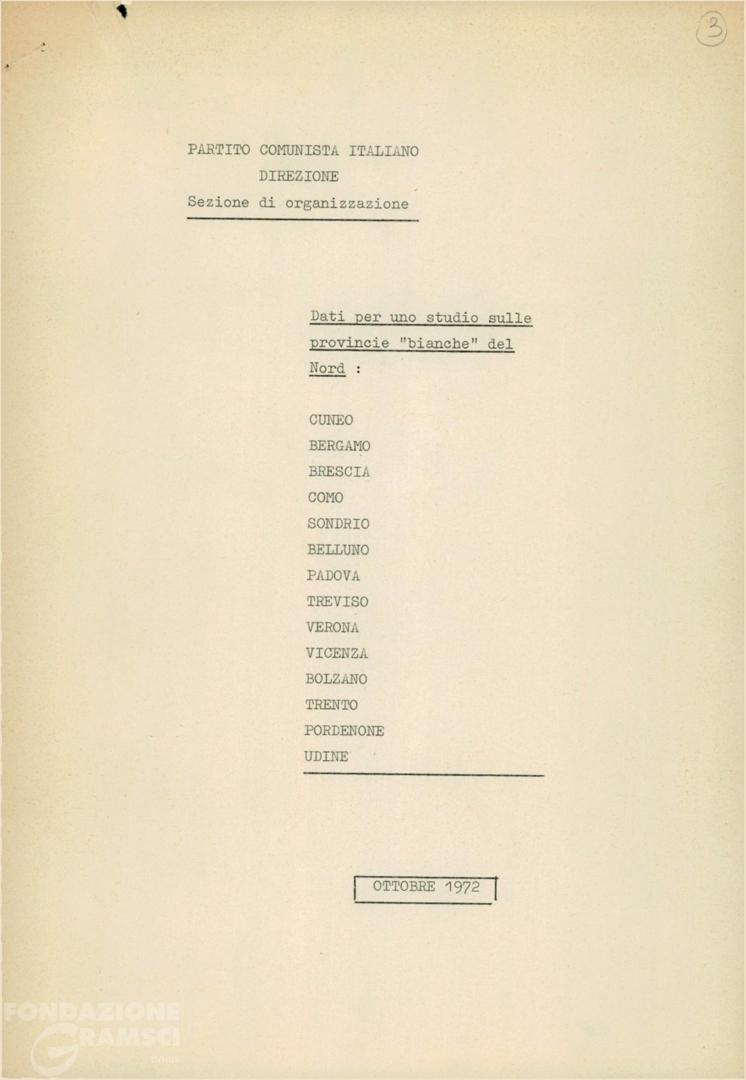 3
PARTITO COMUNISTA ITALIANO
DIREZIONE
Sezione di organizzazione
Dati per uno studio sulle
provincie "bianche" del
Nord :
CUNEO
BERGAMO
BRESCIA
COMO
SONDRIO
BELLUNO
PADOVA
TREVISO
VERONA
VICENZA
BOLZANO
TRENTO
PORDENONE
UDINE
OTTOBRE 1972
FONDAZIONE
GRAMSCI